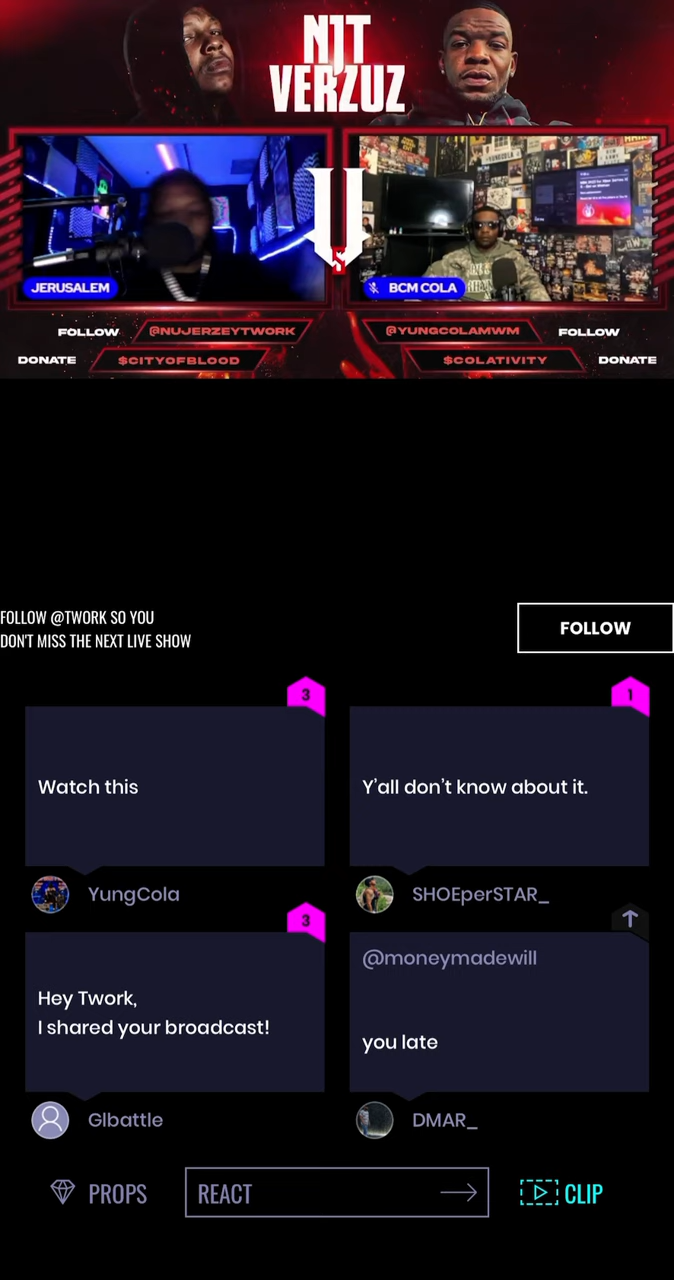 NJT
VERZUZ
JERUSALEM
BCM COLA
VS
FOLLOW
@NUJERZEYTWORK
@YUNGCOLAMWM
FOLLOW
DONATE
$CITYOFBLOOD
$COLATIVITY
DONATE
FOLLOW @TWORK SO YOU
DON'T MISS THE NEXT LIVE SHOW
FOLLOW
3
1
Watch this
Y'all don't know about it.
YungCola
SHOEperSTAR_
3
@moneymadewill
Hey Twork,
I shared your broadcast!
you late
Glbattle
DMAR_
PROPS
REACT
CLIP